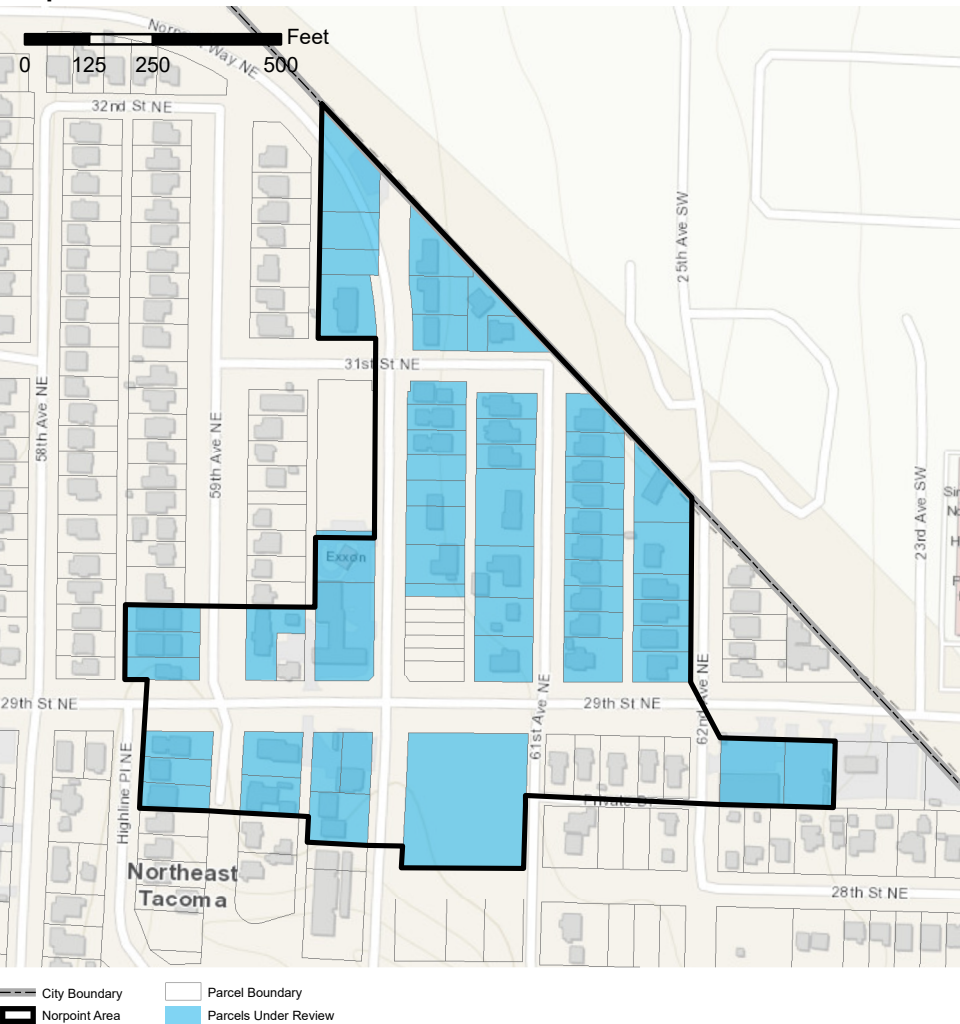 Feet
0 125 250 500
Way NE
32nd St NE
25th Ave SW
31st St NE
58th Ave NE
59th Ave NE
23rd Ave SW
Exxon
29th St NE
29th St NE
61st Ave NE
62nd Ave NE
Highline Pl NE
Private Dr
Northeast
Tacoma
28th St NE
City Boundary
Parcel Boundary
Norpoint Area
Parcels Under Review